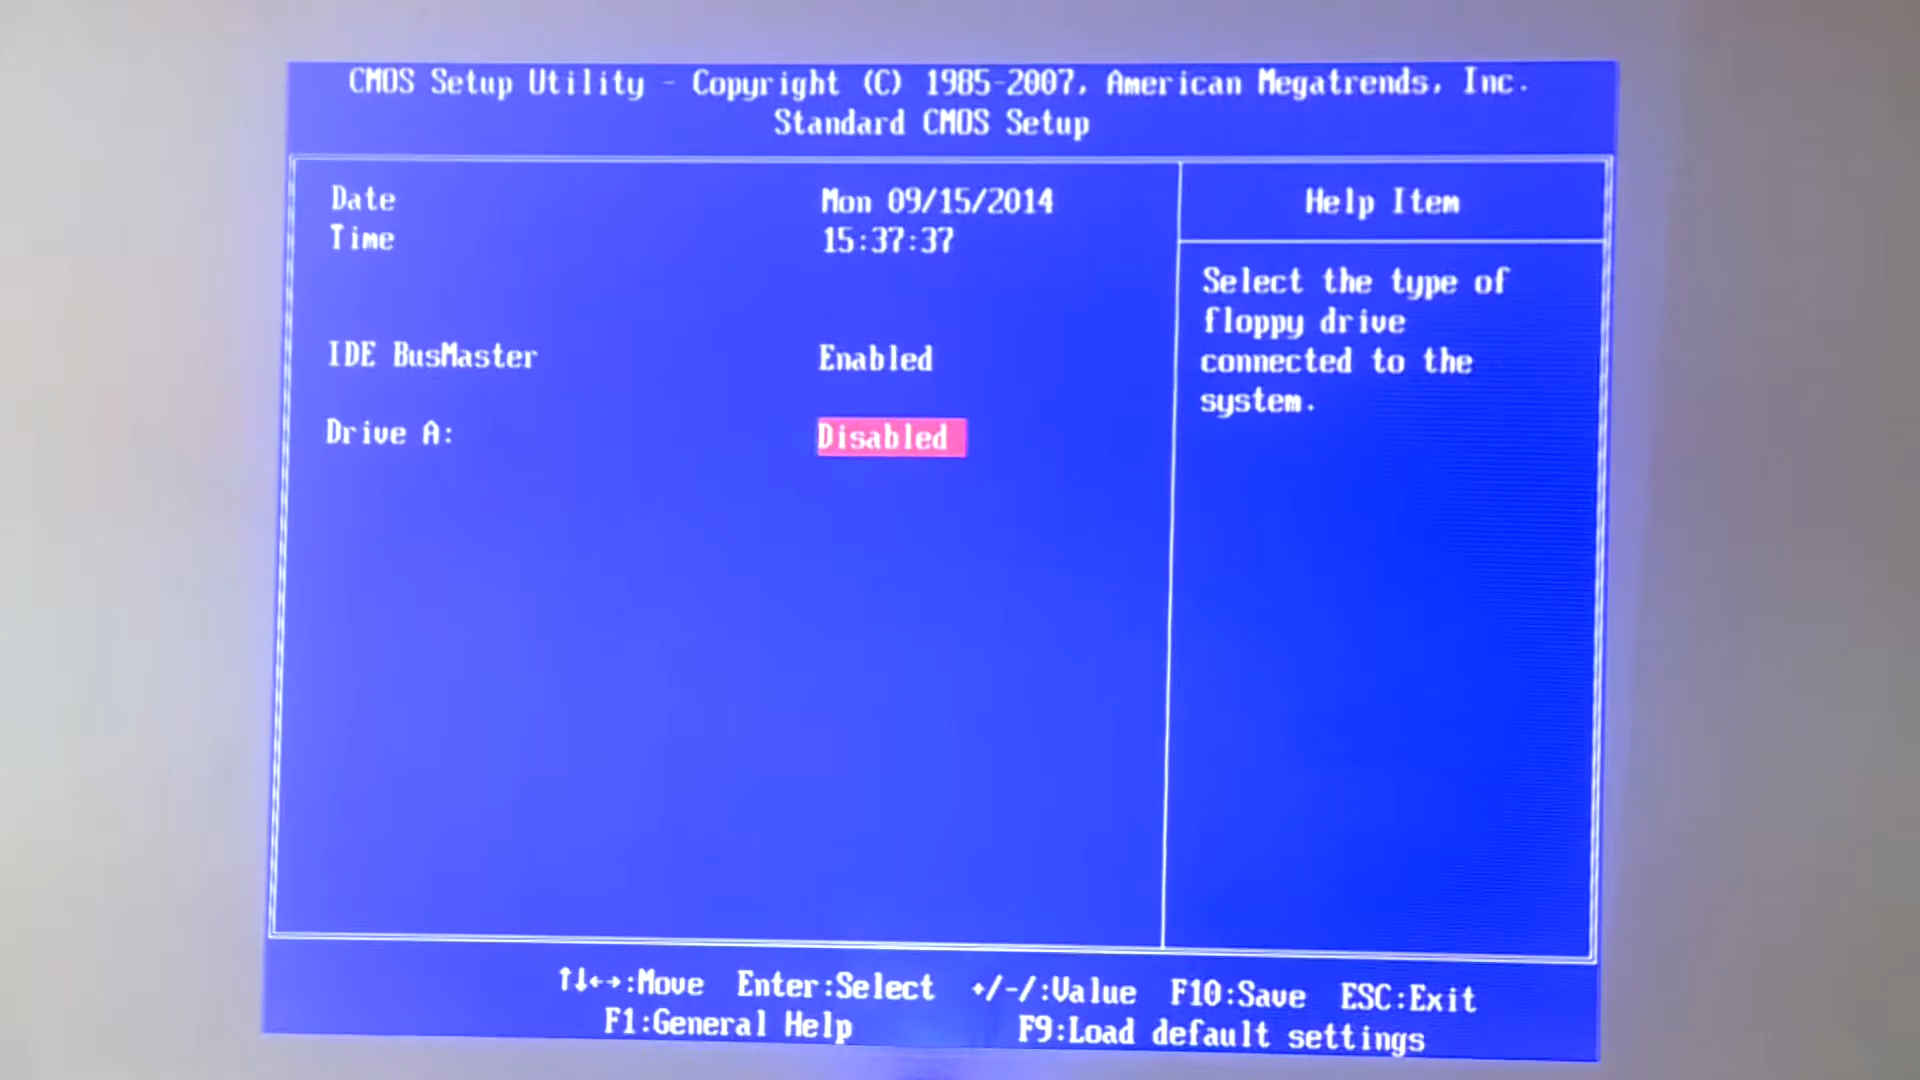 CMOS Setup Utility - Copyright (C) 1985-2007, American Megatrends, Inc.
Standard CMOS Setup
Date Mon 09/15/2014
Time 15:37:37
IDE BusMaster Enabled
Drive A: Disabled
Help Item
Select the type of
floppy drive
connected to the
system.
↑↓←→:Move Enter:Select +/-/:Value F10:Save ESC:Exit
F1:General Help F9:Load default settings